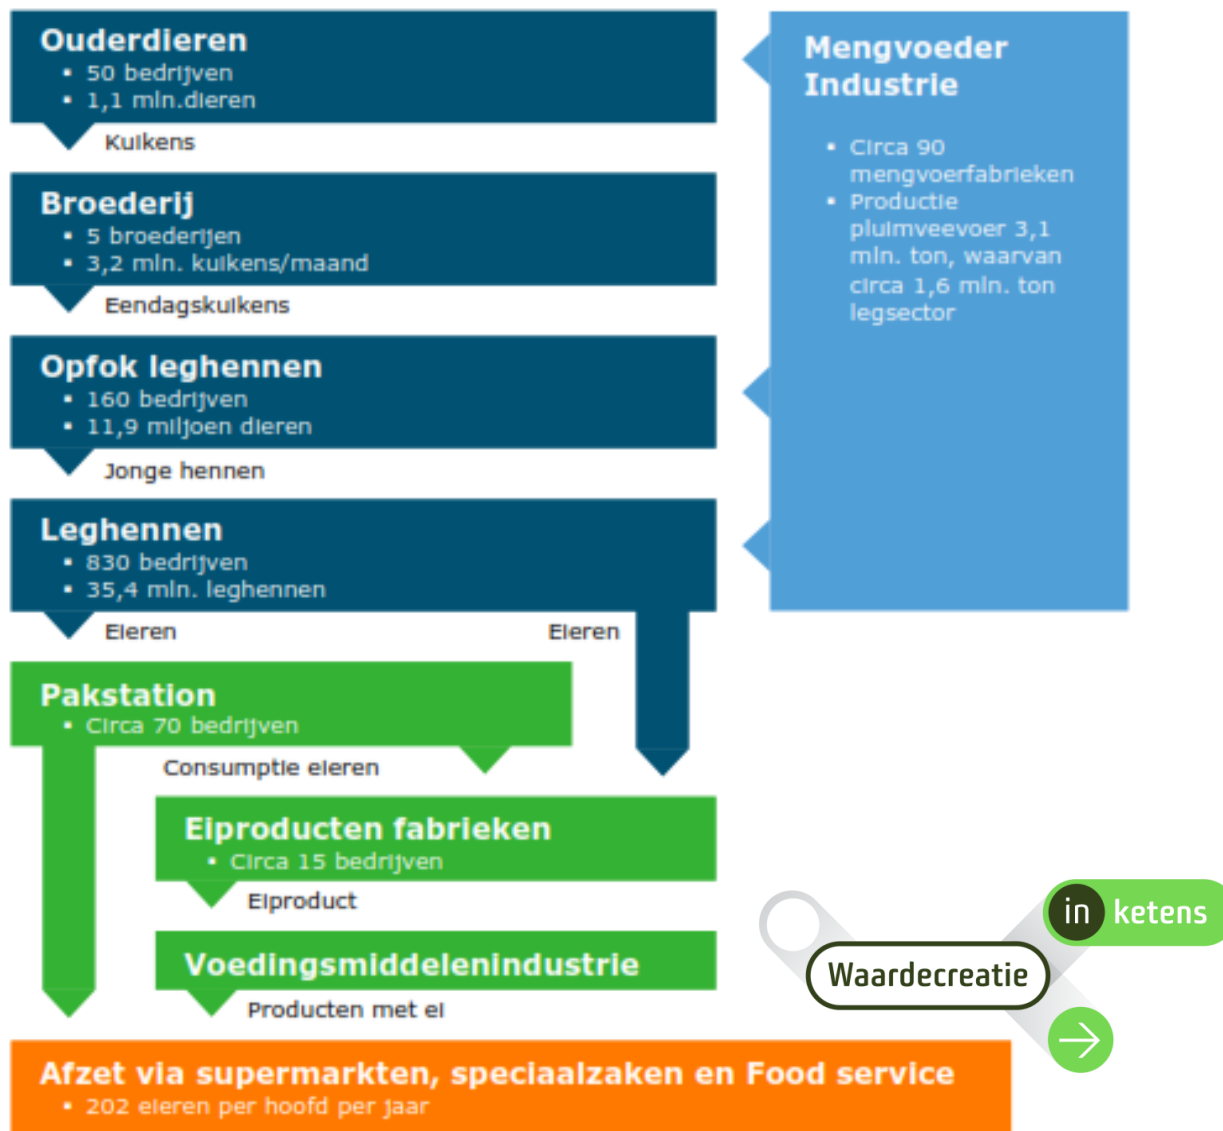 Ouderdieren
▪ 50 bedrijven
▪ 1,1 mln.dieren
Kuikens
Broederij
▪ 5 broederijen
▪ 3,2 mln. kuikens/maand
Eendagskuikens
Opfok leghennen
▪ 160 bedrijven
▪ 11,9 miljoen dieren
Jonge hennen
Leghennen
▪ 830 bedrijven
▪ 35,4 mln. leghennen
Eieren
Eieren
Mengvoeder
Industrie
▪ Circa 90
mengvoerfabrieken
▪ Productie
pluimveevoer 3,1
mln. ton, waarvan
circa 1,6 mln. ton
legsector
Pakstation
▪ Circa 70 bedrijven
Consumptie eieren
Eiproducten fabrieken
▪ Circa 15 bedrijven
Eiproduct
Voedingsmiddelenindustrie
Producten met ei
Afzet via supermarkten, speciaalzaken en Food service
▪ 202 eieren per hoofd per jaar
Waardecreatie
in ketens